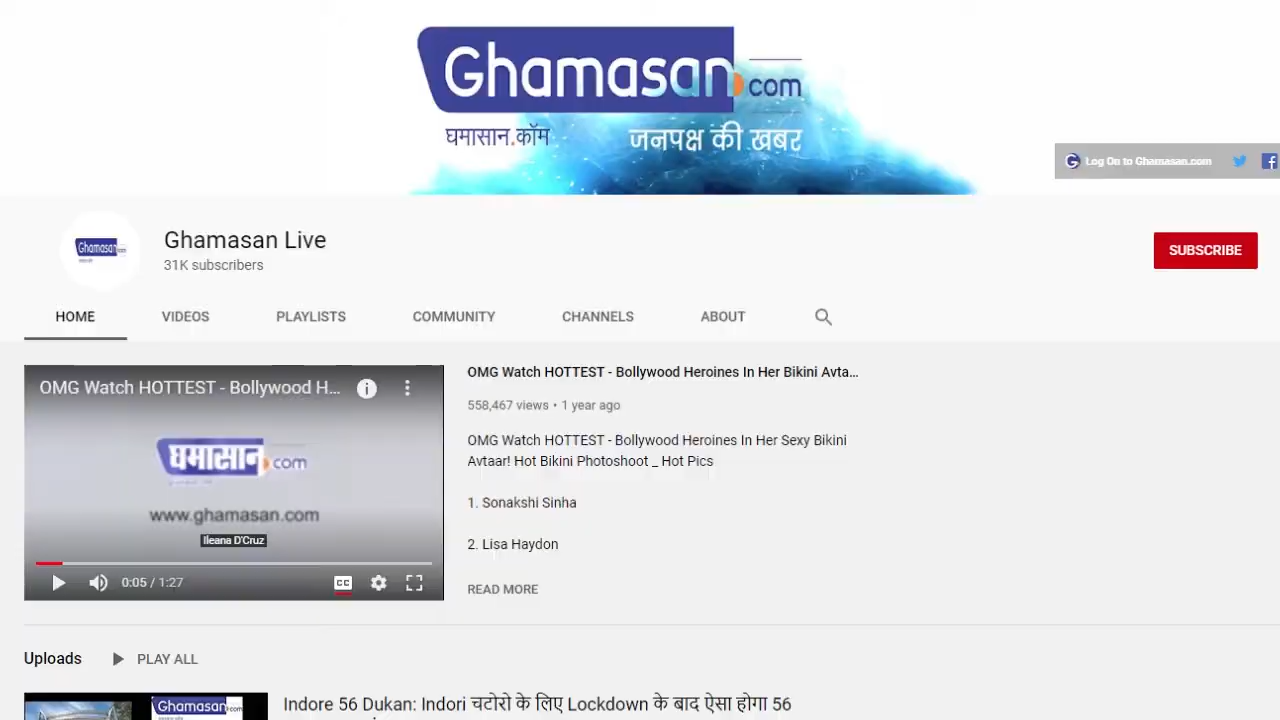 Ghamasan.com
घमासान.कॉम
जनपक्ष की खबर
Log On to Ghamasan.com
Ghamasan
Ghamasan Live
31K subscribers
SUBSCRIBE
HOME VIDEOS PLAYLISTS COMMUNITY CHANNELS ABOUT
OMG Watch HOTTEST - Bollywood H...
घमासान.com
www.ghamasan.com
Ileana D'Cruz
0:05 / 1:27
CC
OMG Watch HOTTEST - Bollywood Heroines In Her Bikini Avta...
558,467 views • 1 year ago
OMG Watch HOTTEST - Bollywood Heroines In Her Sexy Bikini
Avtaar! Hot Bikini Photoshoot _ Hot Pics
1. Sonakshi Sinha
2. Lisa Haydon
READ MORE
Uploads PLAY ALL
Ghamasan
Indore 56 Dukan: Indori चटोरो के लिए Lockdown के बाद ऐसा होगा 56